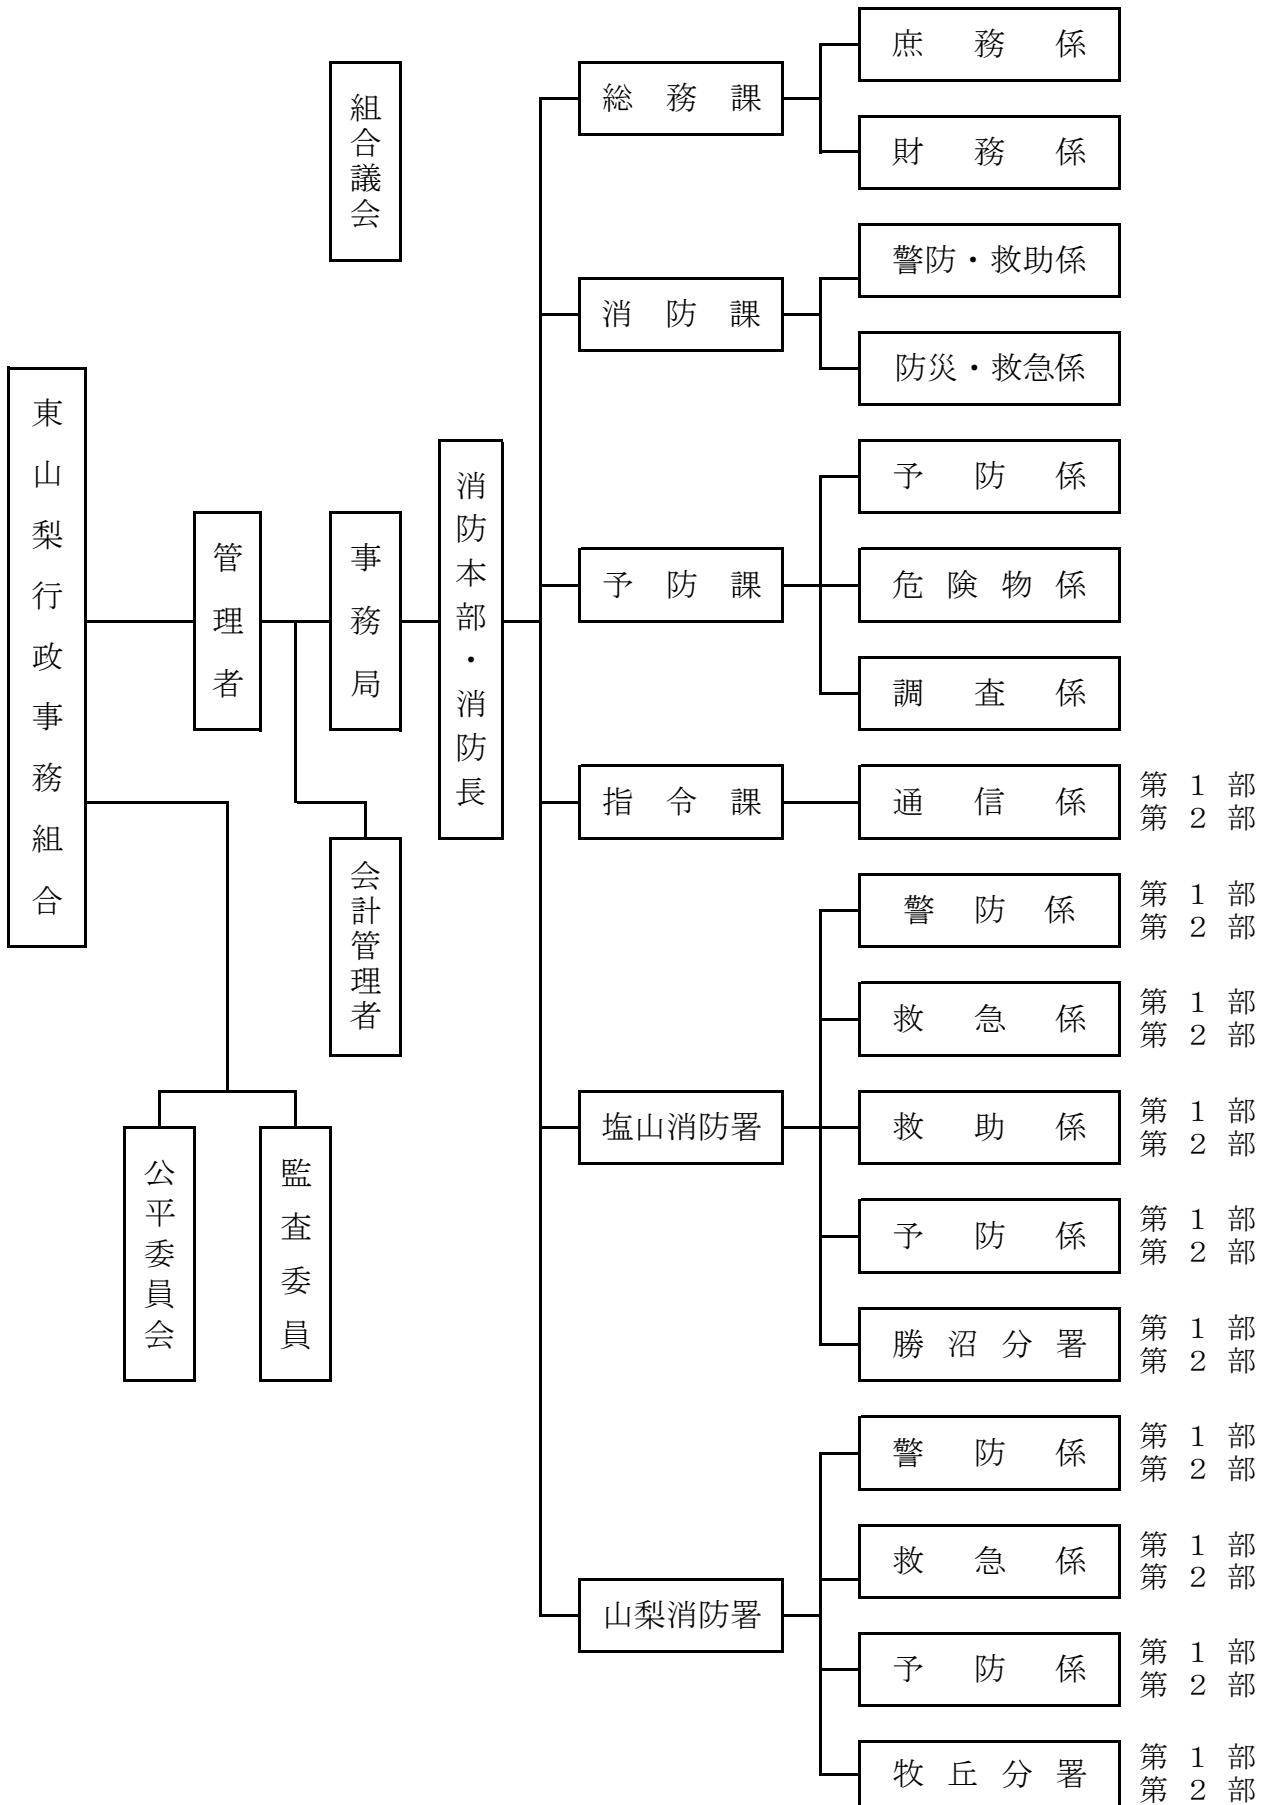 東山梨行政事務組合
管理者
組合議会
事務局
会計管理者
公平委員会
監査委員
消防本部・消防長
総務課
庶務係
財務係
消防課
警防・救助係
防災・救急係
予防課
予防係
危険物係
調査係
指令課
通信係
第１部
第２部
塩山消防署
警防係
第１部
第２部
救急係
第１部
第２部
救助係
第１部
第２部
予防係
第１部
第２部
勝沼分署
第１部
第２部
山梨消防署
警防係
第１部
第２部
救急係
第１部
第２部
予防係
第１部
第２部
牧丘分署
第１部
第２部